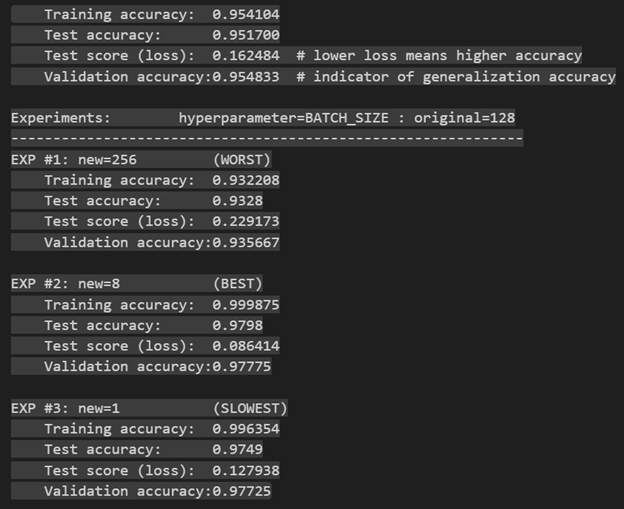 Training accuracy: 0.954104
Test accuracy: 0.951700
Test score (loss): 0.162484 # lower loss means higher accuracy
Validation accuracy:0.954833 # indicator of generalization accuracy
Experiments: hyperparameter=BATCH_SIZE : original=128
-------------------------------------------------------------
EXP #1: new=256 (WORST)
Training accuracy: 0.932208
Test accuracy: 0.9328
Test score (loss): 0.229173
Validation accuracy:0.935667
EXP #2: new=8 (BEST)
Training accuracy: 0.999875
Test accuracy: 0.9798
Test score (loss): 0.086414
Validation accuracy:0.97775
EXP #3: new=1 (SLOWEST)
Training accuracy: 0.996354
Test accuracy: 0.9749
Test score (loss): 0.127938
Validation accuracy:0.97725